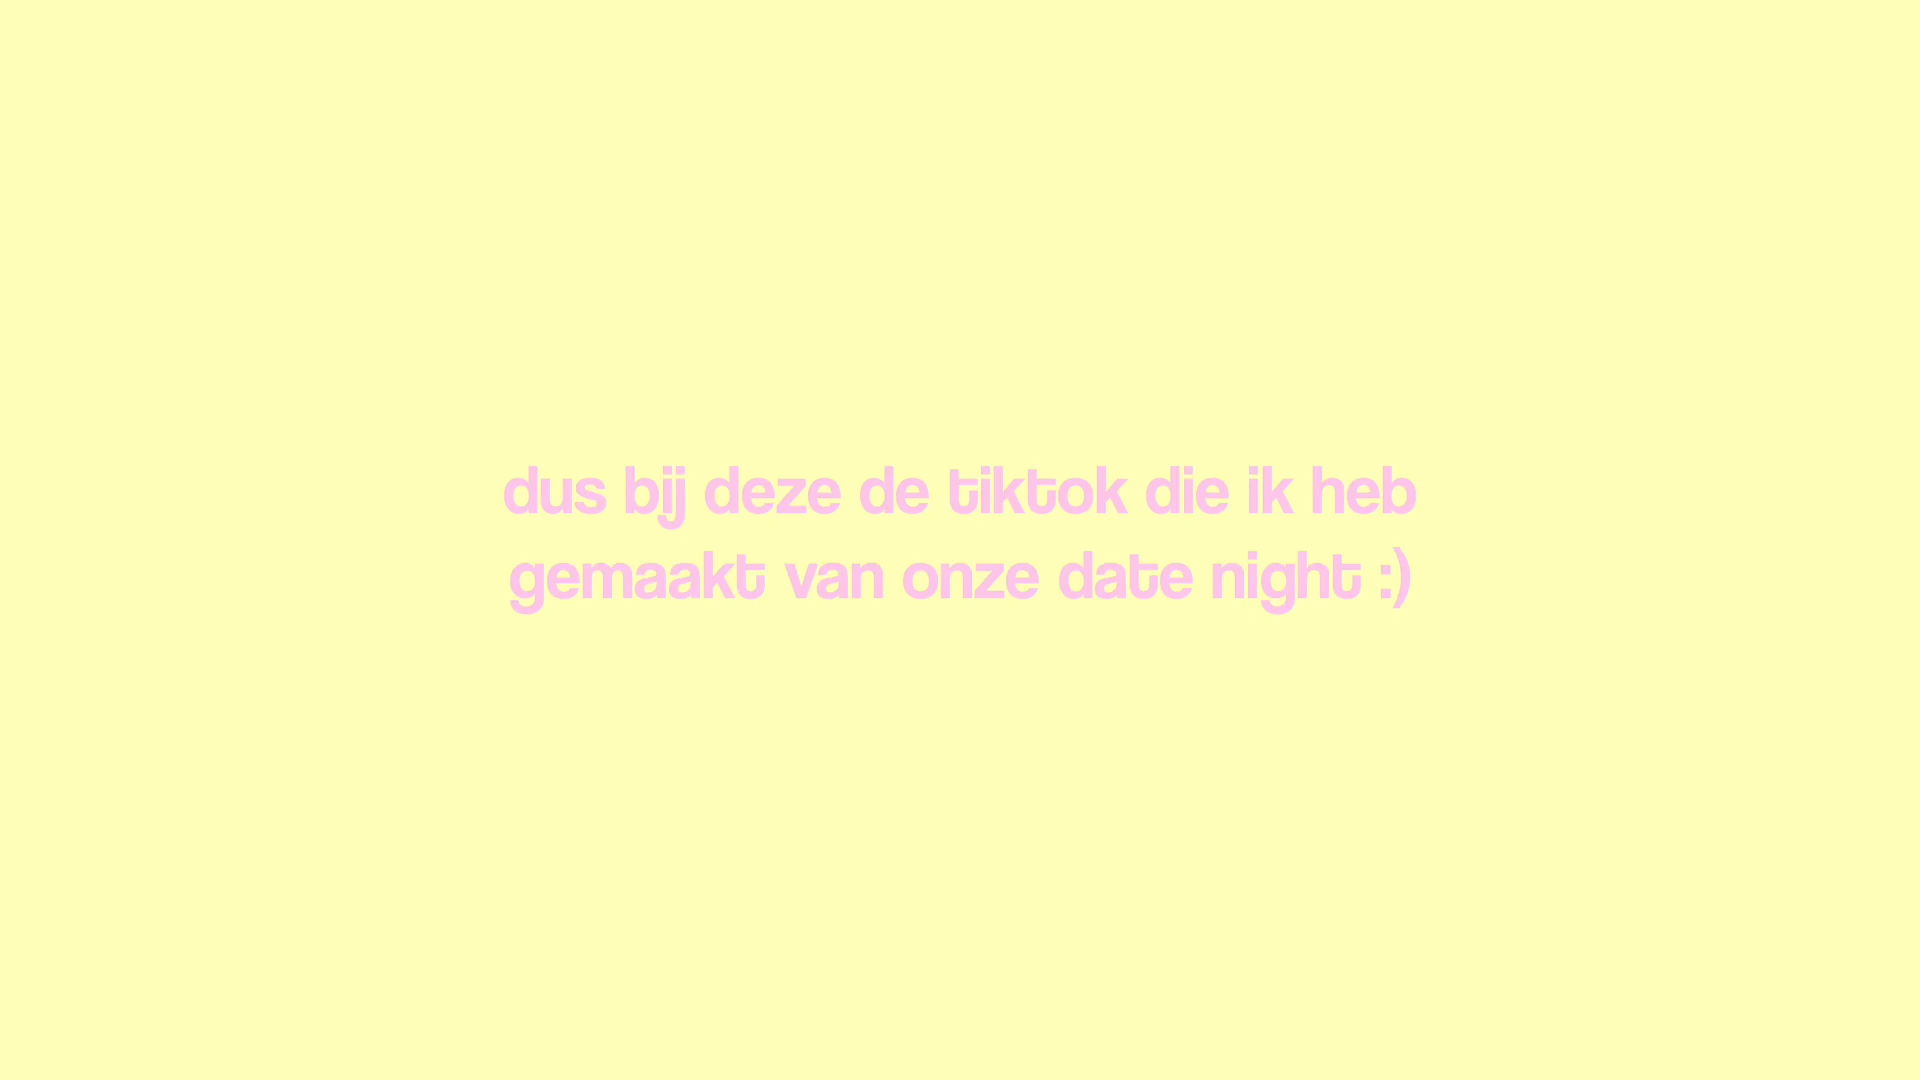 dus bij deze de tiktok die ik heb
gemaakt van onze date night :)